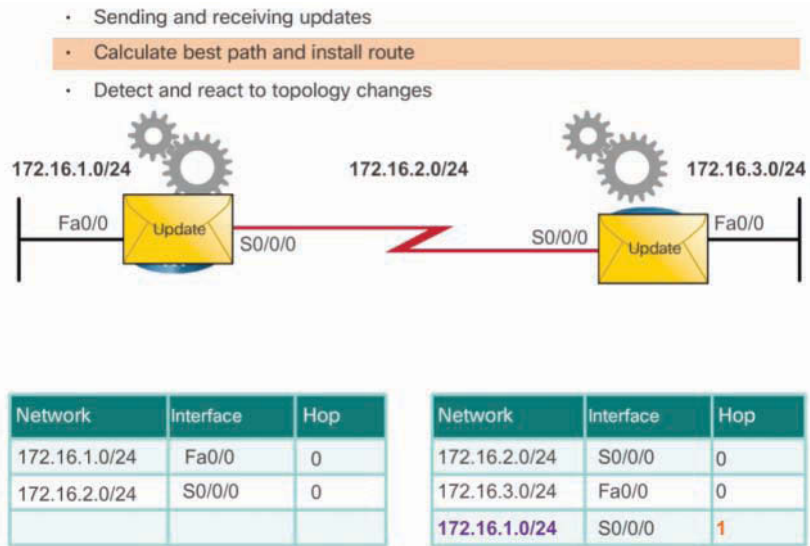 · Sending and receiving updates
· Calculate best path and install route
· Detect and react to topology changes
172.16.1.0/24 172.16.2.0/24 172.16.3.0/24
Fa0/0 Update S0/0/0 S0/0/0 Update Fa0/0
Network Interface Hop
172.16.1.0/24 Fa0/0 0
172.16.2.0/24 S0/0/0 0
Network Interface Hop
172.16.2.0/24 S0/0/0 0
172.16.3.0/24 Fa0/0 0
172.16.1.0/24 S0/0/0 1